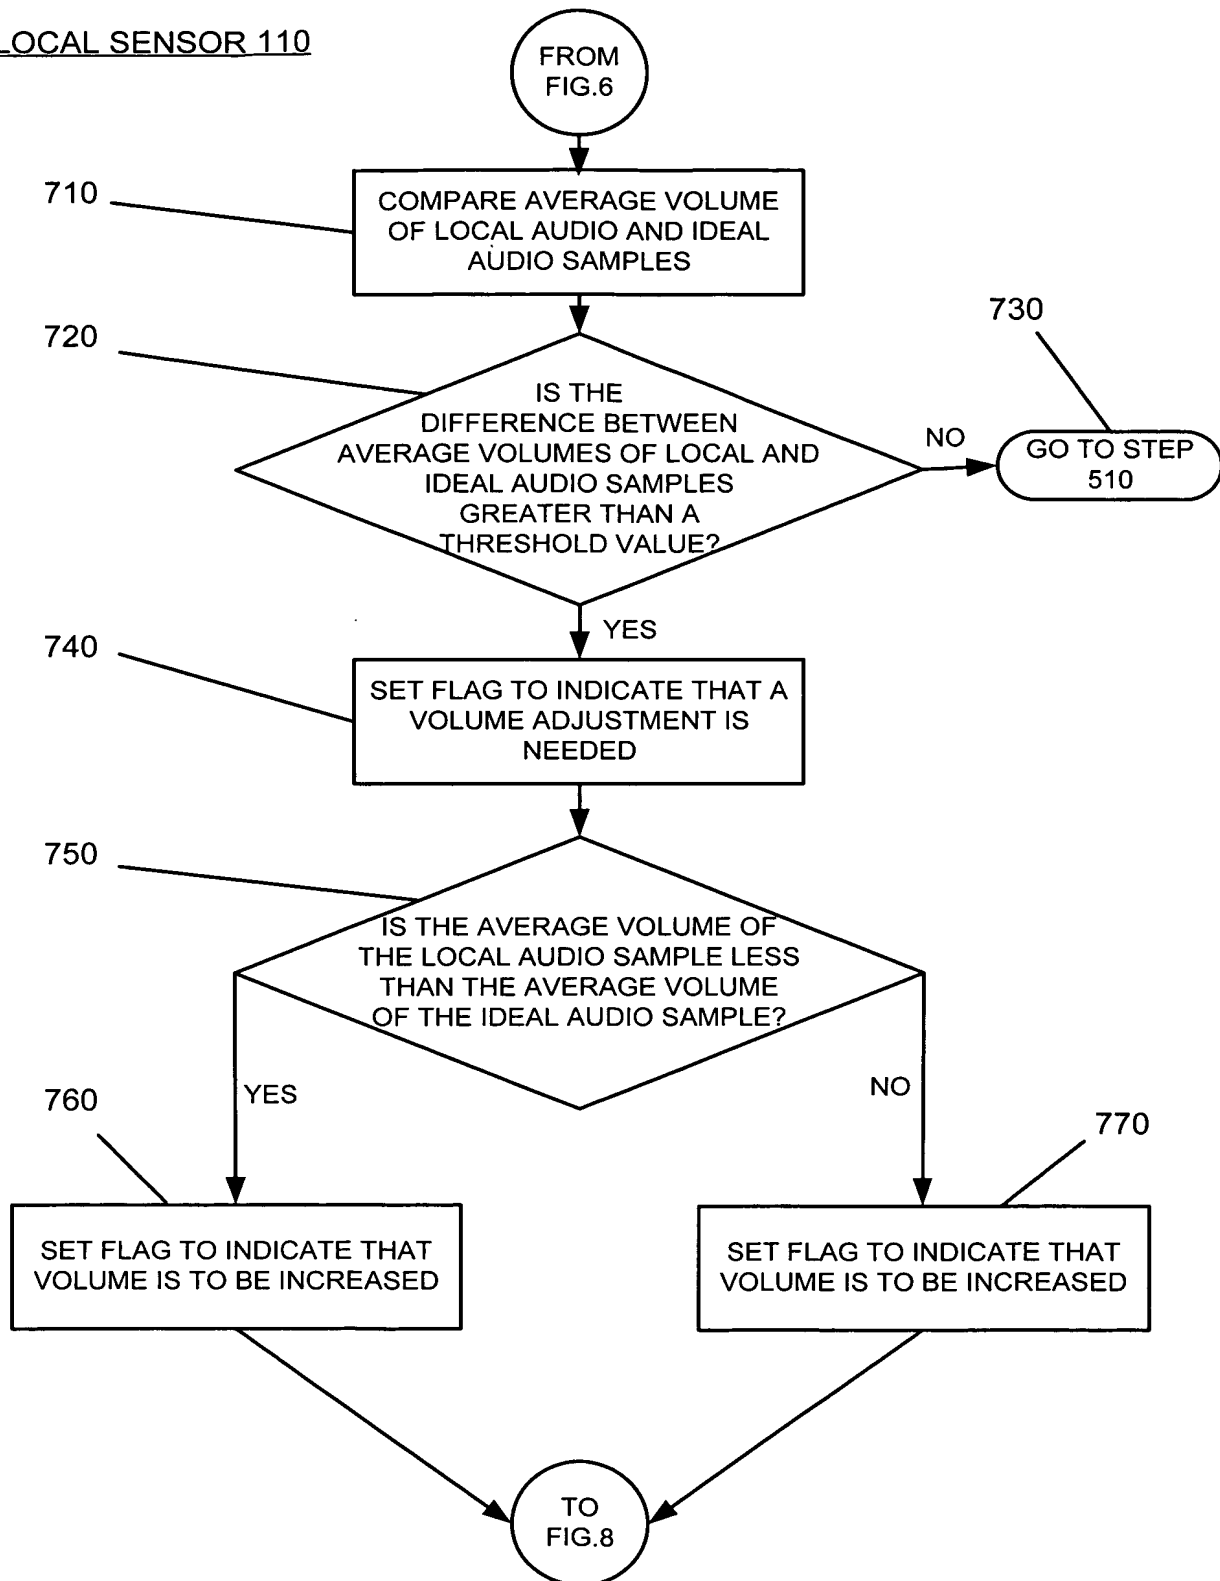 LOCAL SENSOR 110
FROM
FIG.6
710
COMPARE AVERAGE VOLUME
OF LOCAL AUDIO AND IDEAL
AUDIO SAMPLES
720
IS THE
DIFFERENCE BETWEEN
AVERAGE VOLUMES OF LOCAL AND
IDEAL AUDIO SAMPLES
GREATER THAN A
THRESHOLD VALUE?
NO
730
GO TO STEP
510
YES
740
SET FLAG TO INDICATE THAT A
VOLUME ADJUSTMENT IS
NEEDED
750
IS THE AVERAGE VOLUME OF
THE LOCAL AUDIO SAMPLE LESS
THAN THE AVERAGE VOLUME
OF THE IDEAL AUDIO SAMPLE?
YES
NO
760
SET FLAG TO INDICATE THAT
VOLUME IS TO BE INCREASED
770
SET FLAG TO INDICATE THAT
VOLUME IS TO BE INCREASED
TO
FIG.8